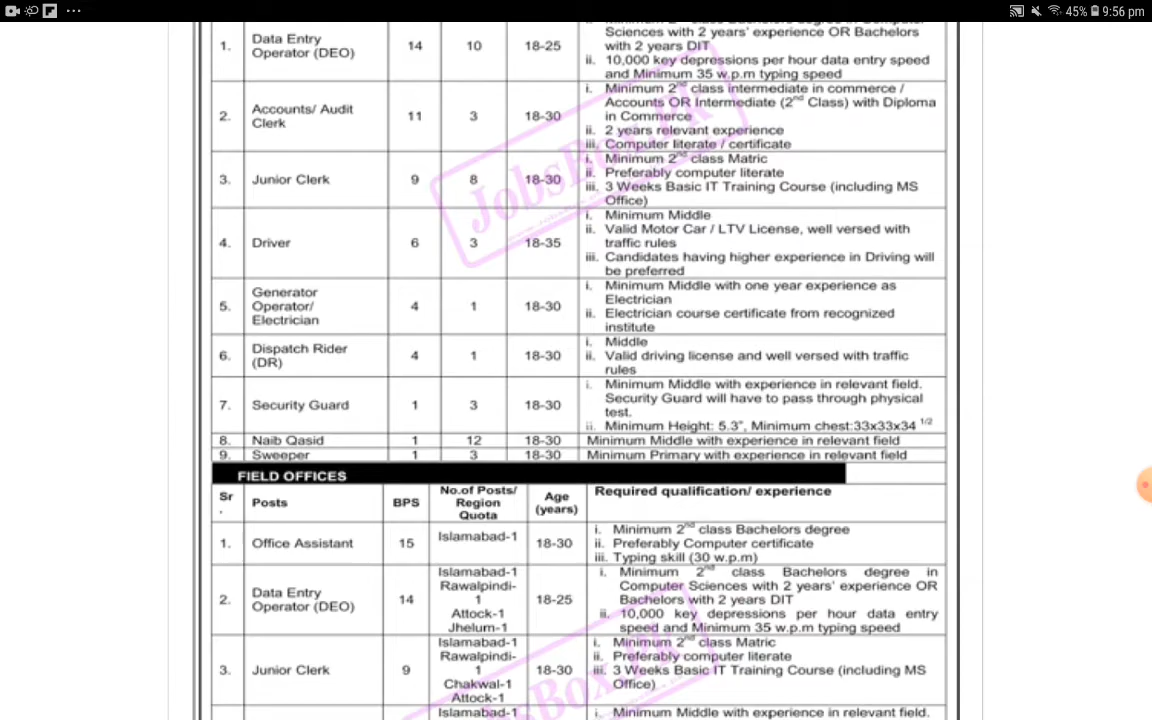 45% 9:56 pm
1. Data Entry Operator (DEO) 14 10 18-25 i. Minimum 2nd class Bachelors degree in Computer
Sciences with 2 years' experience OR Bachelors
with 2 years DIT
ii. 10,000 key depressions per hour data entry speed
and Minimum 35 w.p.m typing speed
2. Accounts/ Audit Clerk 11 3 18-30 i. Minimum 2nd class intermediate in commerce /
Accounts OR Intermediate (2nd Class) with Diploma
in Commerce
ii. 2 years relevant experience
iii. Computer literate / certificate
3. Junior Clerk 9 8 18-30 i. Minimum 2nd class Matric
ii. Preferably computer literate
iii. 3 Weeks Basic IT Training Course (including MS
Office)
4. Driver 6 3 18-35 i. Minimum Middle
ii. Valid Motor Car / LTV License, well versed with
traffic rules
iii. Candidates having higher experience in Driving will
be preferred
5. Generator Operator/ Electrician 4 1 18-30 i. Minimum Middle with one year experience as
Electrician
ii. Electrician course certificate from recognized
institute
6. Dispatch Rider (DR) 4 1 18-30 i. Middle
ii. Valid driving license and well versed with traffic
rules
7. Security Guard 1 3 18-30 i. Minimum Middle with experience in relevant field.
Security Guard will have to pass through physical
test.
ii. Minimum Height: 5.3", Minimum chest:33x33x34 1/2
8. Naib Qasid 1 12 18-30 Minimum Middle with experience in relevant field
9. Sweeper 1 3 18-30 Minimum Primary with experience in relevant field
FIELD OFFICES
Sr . Posts BPS No.of Posts/ Region Quota Age (years) Required qualification/ experience
1. Office Assistant 15 Islamabad-1 18-30 i. Minimum 2nd class Bachelors degree
ii. Preferably Computer certificate
iii. Typing skill (30 w.p.m)
2. Data Entry Operator (DEO) 14 Islamabad-1 Rawalpindi-1 Attock-1 Jhelum-1 18-25 i. Minimum 2nd class Bachelors degree in
Computer Sciences with 2 years' experience OR
Bachelors with 2 years DIT
ii. 10,000 key depressions per hour data entry
speed and Minimum 35 w.p.m typing speed
3. Junior Clerk 9 Islamabad-1 Rawalpindi-1 Chakwal-1 Attock-1 18-30 i. Minimum 2nd class Matric
ii. Preferably computer literate
iii. 3 Weeks Basic IT Training Course (including MS
Office)
Islamabad-1 i. Minimum Middle with experience in relevant field.
JobsBox.PK